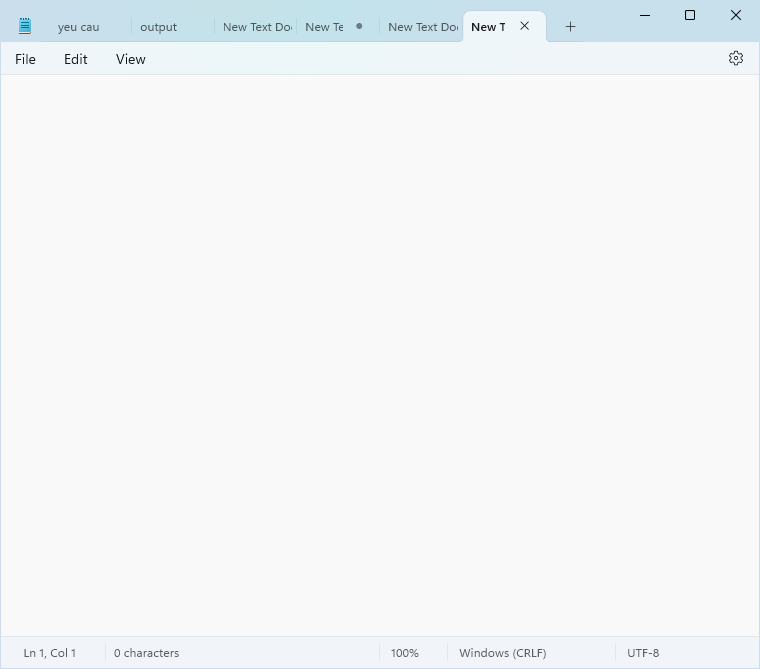 yeu cau output New Text Do New Te New Text Do New T
File Edit View
Ln 1, Col 1 0 characters 100% Windows (CRLF) UTF-8